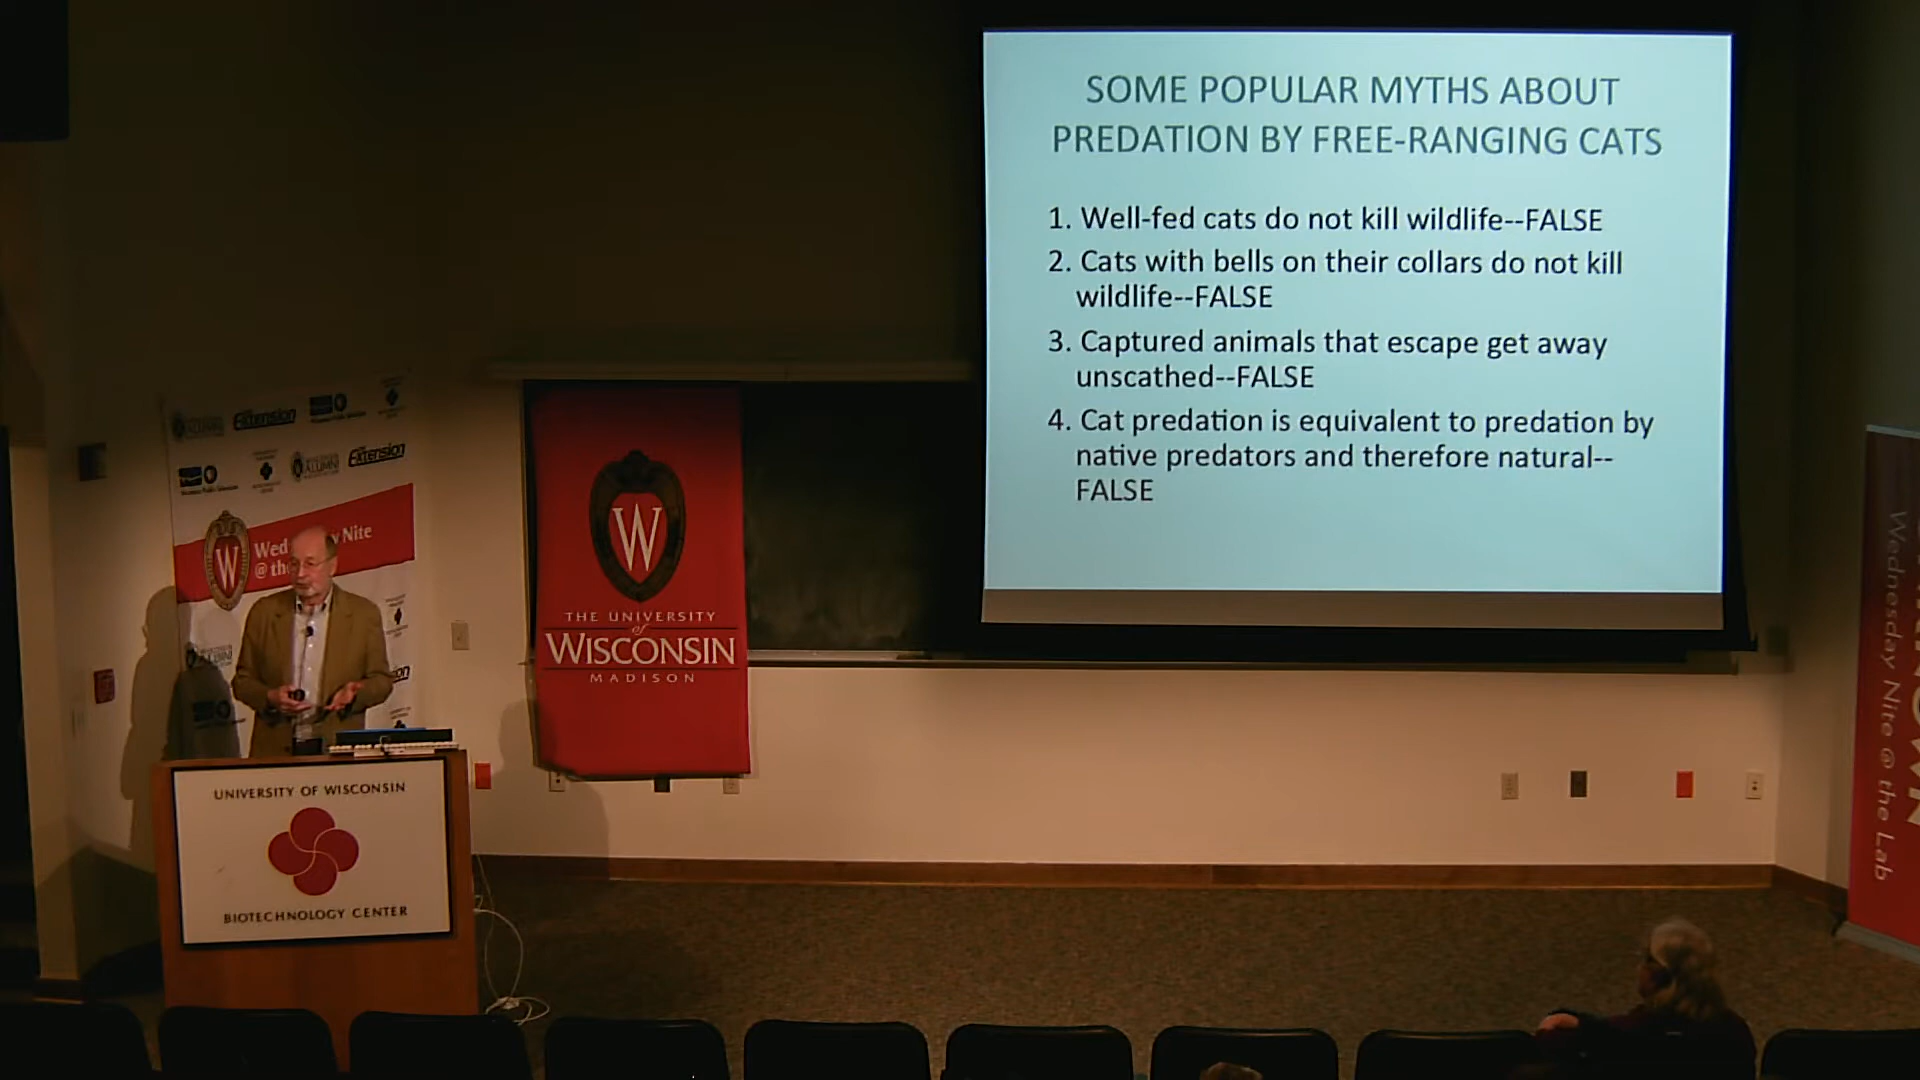 SOME POPULAR MYTHS ABOUT
PREDATION BY FREE-RANGING CATS
1. Well-fed cats do not kill wildlife--FALSE
2. Cats with bells on their collars do not kill
wildlife--FALSE
3. Captured animals that escape get away
unscathed--FALSE
4. Cat predation is equivalent to predation by
native predators and therefore natural--
FALSE
Extension
ALUMNI
Extension
W
Nite
@ the
W
THE UNIVERSITY
of
WISCONSIN
MADISON
UNIVERSITY OF WISCONSIN
BIOTECHNOLOGY CENTER
Wednesday Nite @ the Lab